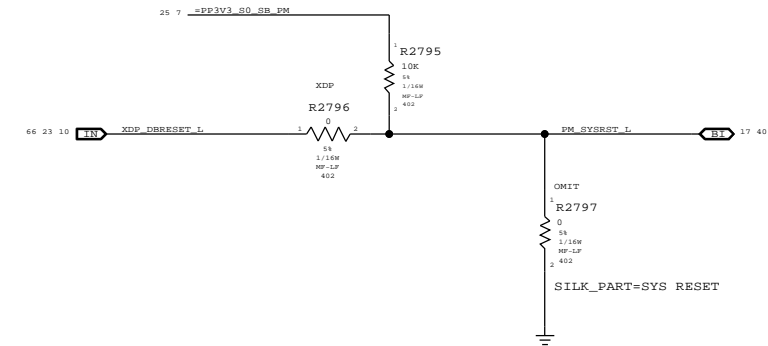 25 7 =PP3V3_S0_SB_PM
1
R2795
10K
5%
1/16W
MF-LF
402
2
XDP
R2796
0
66 23 10 IN XDP_DBRESET_L 1 2 PM_SYSRST_L BI 17 40
5%
1/16W
MF-LF
402
OMIT
1
R2797
0
5%
1/16W
MF-LF
402
2
SILK_PART=SYS RESET